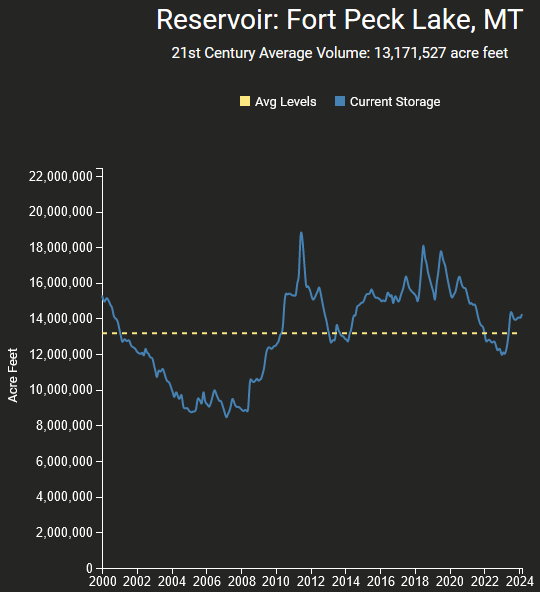 Reservoir: Fort Peck Lake, MT
21st Century Average Volume: 13,171,527 acre feet
Avg Levels Current Storage
22,000,000
20,000,000
18,000,000
16,000,000
14,000,000
12,000,000
10,000,000
8,000,000
6,000,000
4,000,000
2,000,000
0
Acre Feet
2000 2002 2004 2006 2008 2010 2012 2014 2016 2018 2020 2022 2024